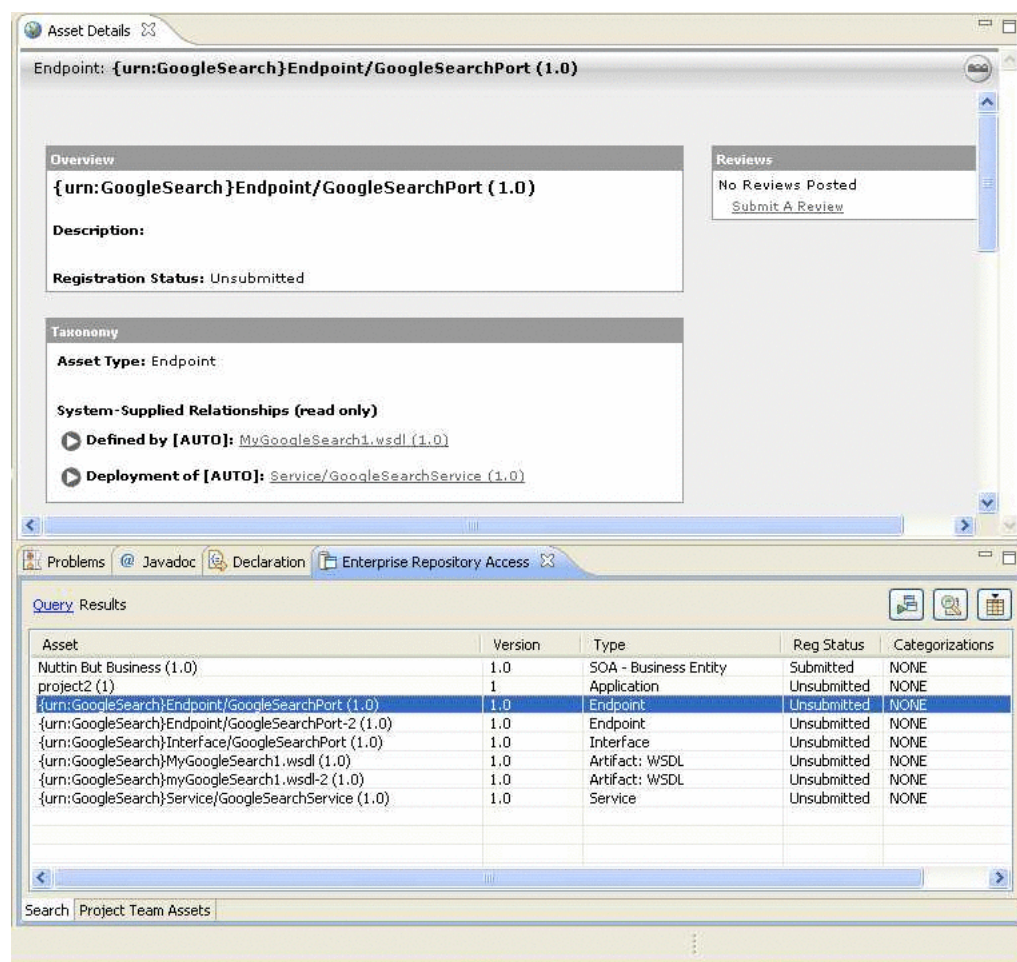 Asset Details
Endpoint: {urn:GoogleSearch}Endpoint/GoogleSearchPort (1.0)
Overview
{urn:GoogleSearch}Endpoint/GoogleSearchPort (1.0)
Description:
Registration Status: Unsubmitted
Reviews
No Reviews Posted
Submit A Review
Taxonomy
Asset Type: Endpoint
System-Supplied Relationships (read only)
Defined by [AUTO]: MyGoogleSearch1.wsdl (1.0)
Deployment of [AUTO]: Service/GoogleSearchService (1.0)
Problems @ Javadoc Declaration Enterprise Repository Access
Query Results
Asset Version Type Reg Status Categorizations
Nuttin But Business (1.0) 1.0 SOA - Business Entity Submitted NONE
project2 (1) 1 Application Unsubmitted NONE
{urn:GoogleSearch}Endpoint/GoogleSearchPort (1.0) 1.0 Endpoint Unsubmitted NONE
{urn:GoogleSearch}Endpoint/GoogleSearchPort-2 (1.0) 1.0 Endpoint Unsubmitted NONE
{urn:GoogleSearch}Interface/GoogleSearchPort (1.0) 1.0 Interface Unsubmitted NONE
{urn:GoogleSearch}MyGoogleSearch1.wsdl (1.0) 1.0 Artifact: WSDL Unsubmitted NONE
{urn:GoogleSearch}myGoogleSearch1.wsdl-2 (1.0) 1.0 Artifact: WSDL Unsubmitted NONE
{urn:GoogleSearch}Service/GoogleSearchService (1.0) 1.0 Service Unsubmitted NONE
Search Project Team Assets